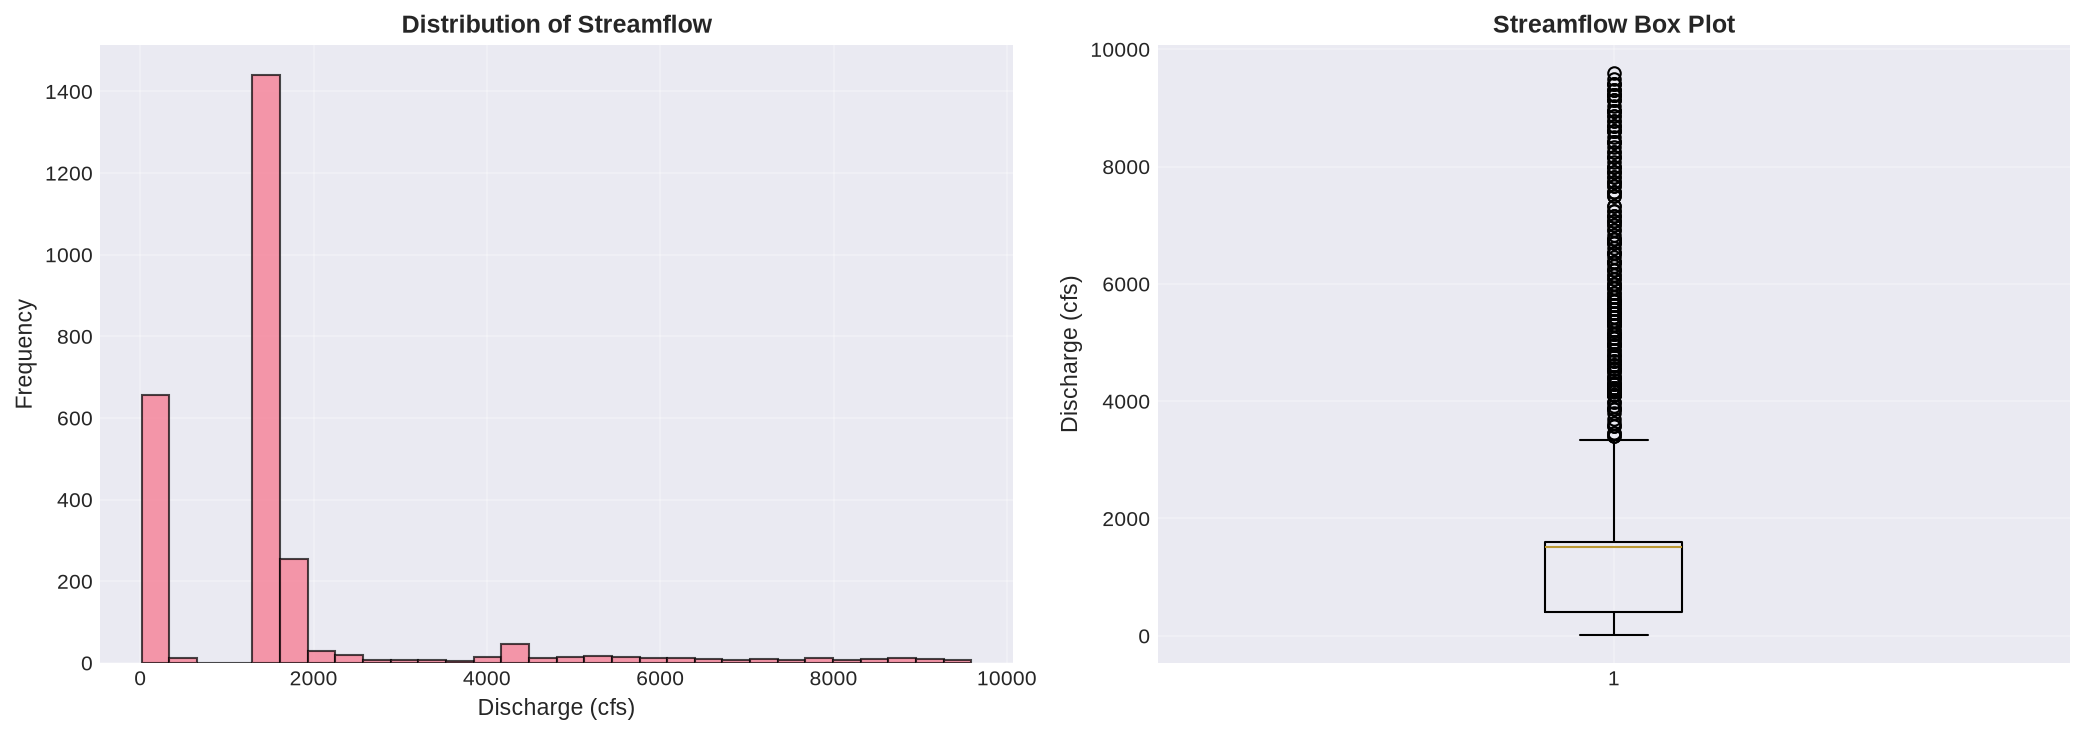 Distribution of Streamflow
1400
1200
1000
800
600
400
200
0
Frequency
0 2000 4000 6000 8000 10000
Discharge (cfs)
Streamflow Box Plot
10000
8000
6000
4000
2000
0
Discharge (cfs)
1